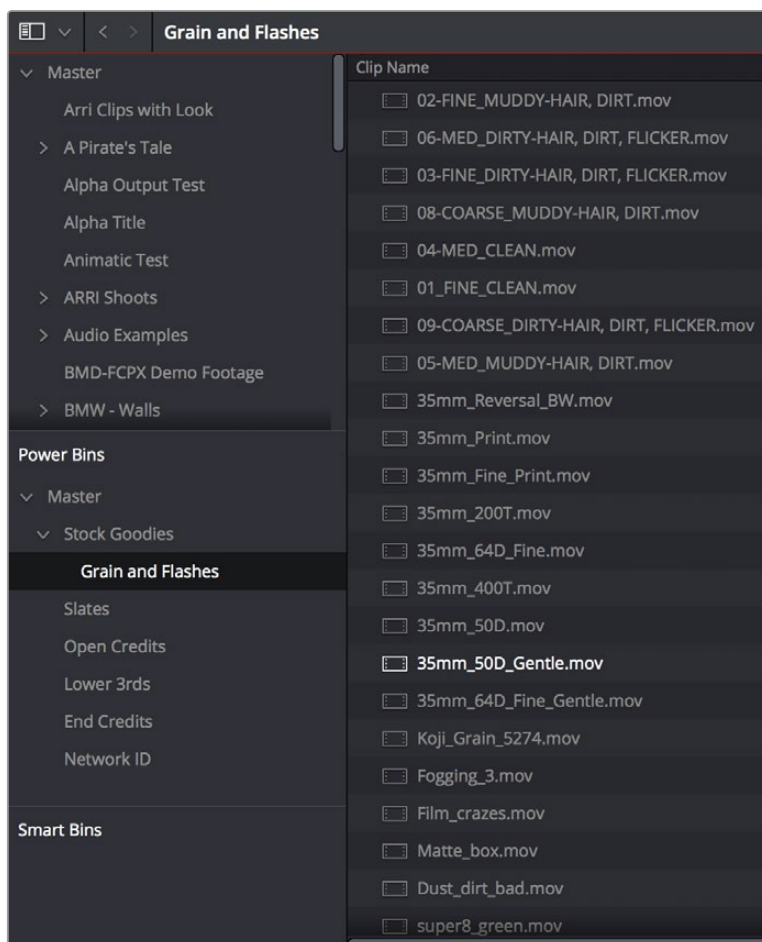 Grain and Flashes
Master
Arri Clips with Look
A Pirate's Tale
Alpha Output Test
Alpha Title
Animatic Test
ARRI Shoots
Audio Examples
BMD-FCPX Demo Footage
BMW - Walls
Power Bins
Master
Stock Goodies
Grain and Flashes
Slates
Open Credits
Lower 3rds
End Credits
Network ID
Smart Bins
Clip Name
02-FINE_MUDDY-HAIR, DIRT.mov
06-MED_DIRTY-HAIR, DIRT, FLICKER.mov
03-FINE_DIRTY-HAIR, DIRT, FLICKER.mov
08-COARSE_MUDDY-HAIR, DIRT.mov
04-MED_CLEAN.mov
01_FINE_CLEAN.mov
09-COARSE_DIRTY-HAIR, DIRT, FLICKER.mov
05-MED_MUDDY-HAIR, DIRT.mov
35mm_Reversal_BW.mov
35mm_Print.mov
35mm_Fine_Print.mov
35mm_200T.mov
35mm_64D_Fine.mov
35mm_400T.mov
35mm_50D.mov
35mm_50D_Gentle.mov
35mm_64D_Fine_Gentle.mov
Koji_Grain_5274.mov
Fogging_3.mov
Film_crazes.mov
Matte_box.mov
Dust_dirt_bad.mov
super8_green.mov